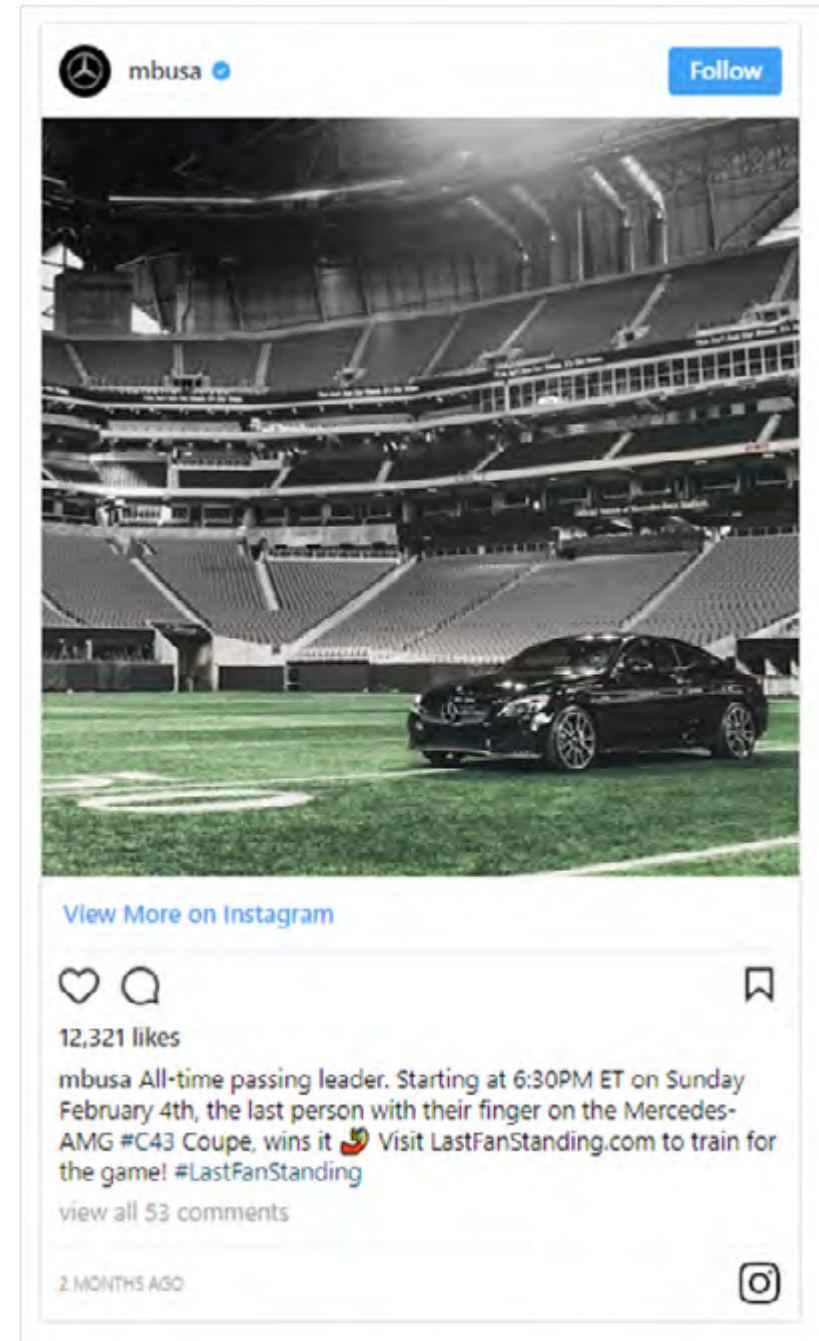 mbusa
Follow
View More on Instagram
12,321 likes
mbusa All-time passing leader. Starting at 6:30PM ET on Sunday
February 4th, the last person with their finger on the Mercedes-
AMG #C43 Coupe, wins it 🤙 Visit LastFanStanding.com to train for
the game! #LastFanStanding
view all 53 comments
2 MONTHS AGO